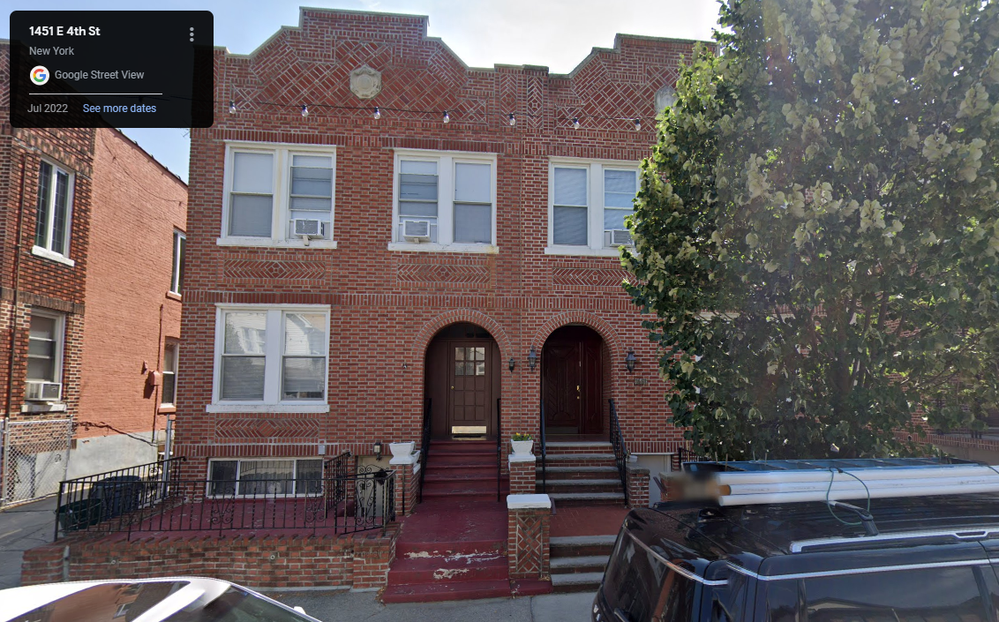 1451 E 4th St
New York
Google Street View
Jul 2022
See more dates